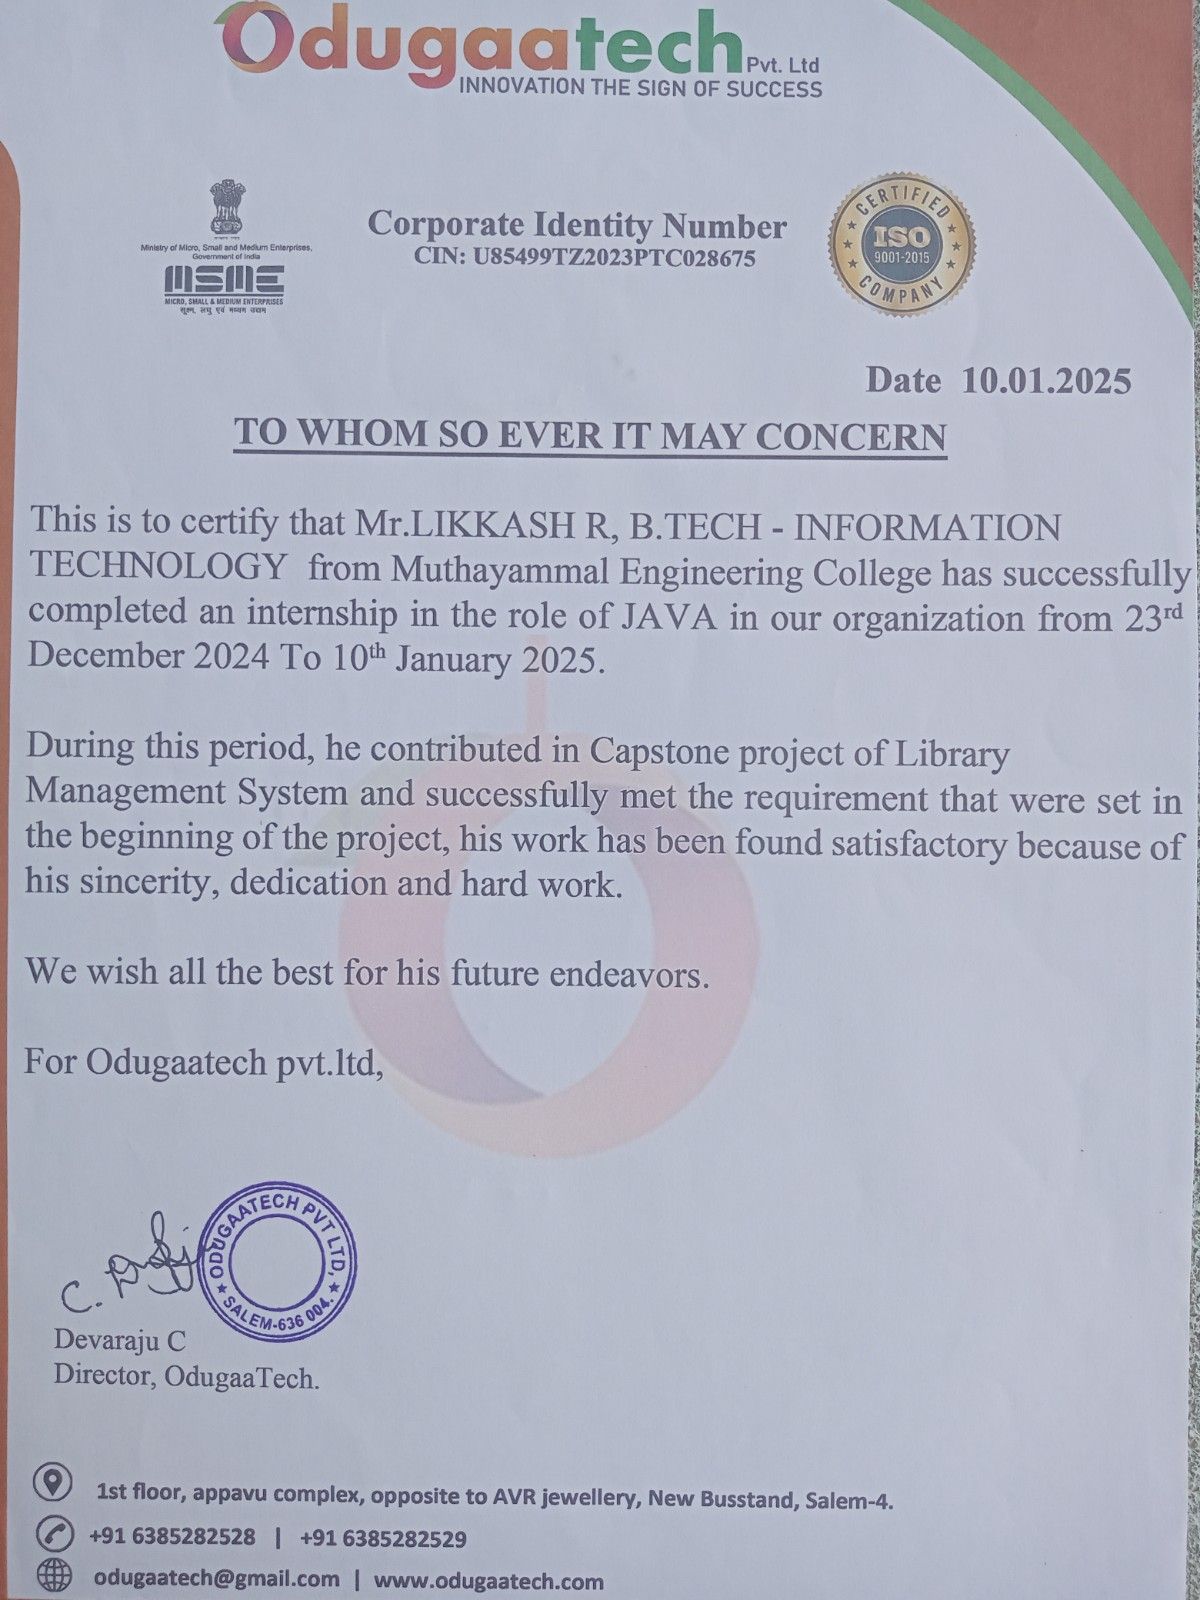 Odugaatech Pvt. Ltd
INNOVATION THE SIGN OF SUCCESS
Ministry of Micro, Small and Medium Enterprises,
Government of India
MSME
MICRO, SMALL & MEDIUM ENTERPRISES
सूक्ष्म, लघु एवं मध्यम उद्यम
Corporate Identity Number
CIN: U85499TZ2023PTC028675
CERTIFIED
ISO
9001-2015
COMPANY
Date 10.01.2025
TO WHOM SO EVER IT MAY CONCERN
This is to certify that Mr.LIKKASH R, B.TECH - INFORMATION
TECHNOLOGY from Muthayammal Engineering College has successfully
completed an internship in the role of JAVA in our organization from 23rd
December 2024 To 10th January 2025.
During this period, he contributed in Capstone project of Library
Management System and successfully met the requirement that were set in
the beginning of the project, his work has been found satisfactory because of
his sincerity, dedication and hard work.
We wish all the best for his future endeavors.
For Odugaatech pvt.ltd,
ODUGAATECH PVT LTD,
SALEM-636 004.
Devaraju C
Director, OdugaaTech.
1st floor, appavu complex, opposite to AVR jewellery, New Busstand, Salem-4.
+91 6385282528 | +91 6385282529
odugaatech@gmail.com | www.odugaatech.com